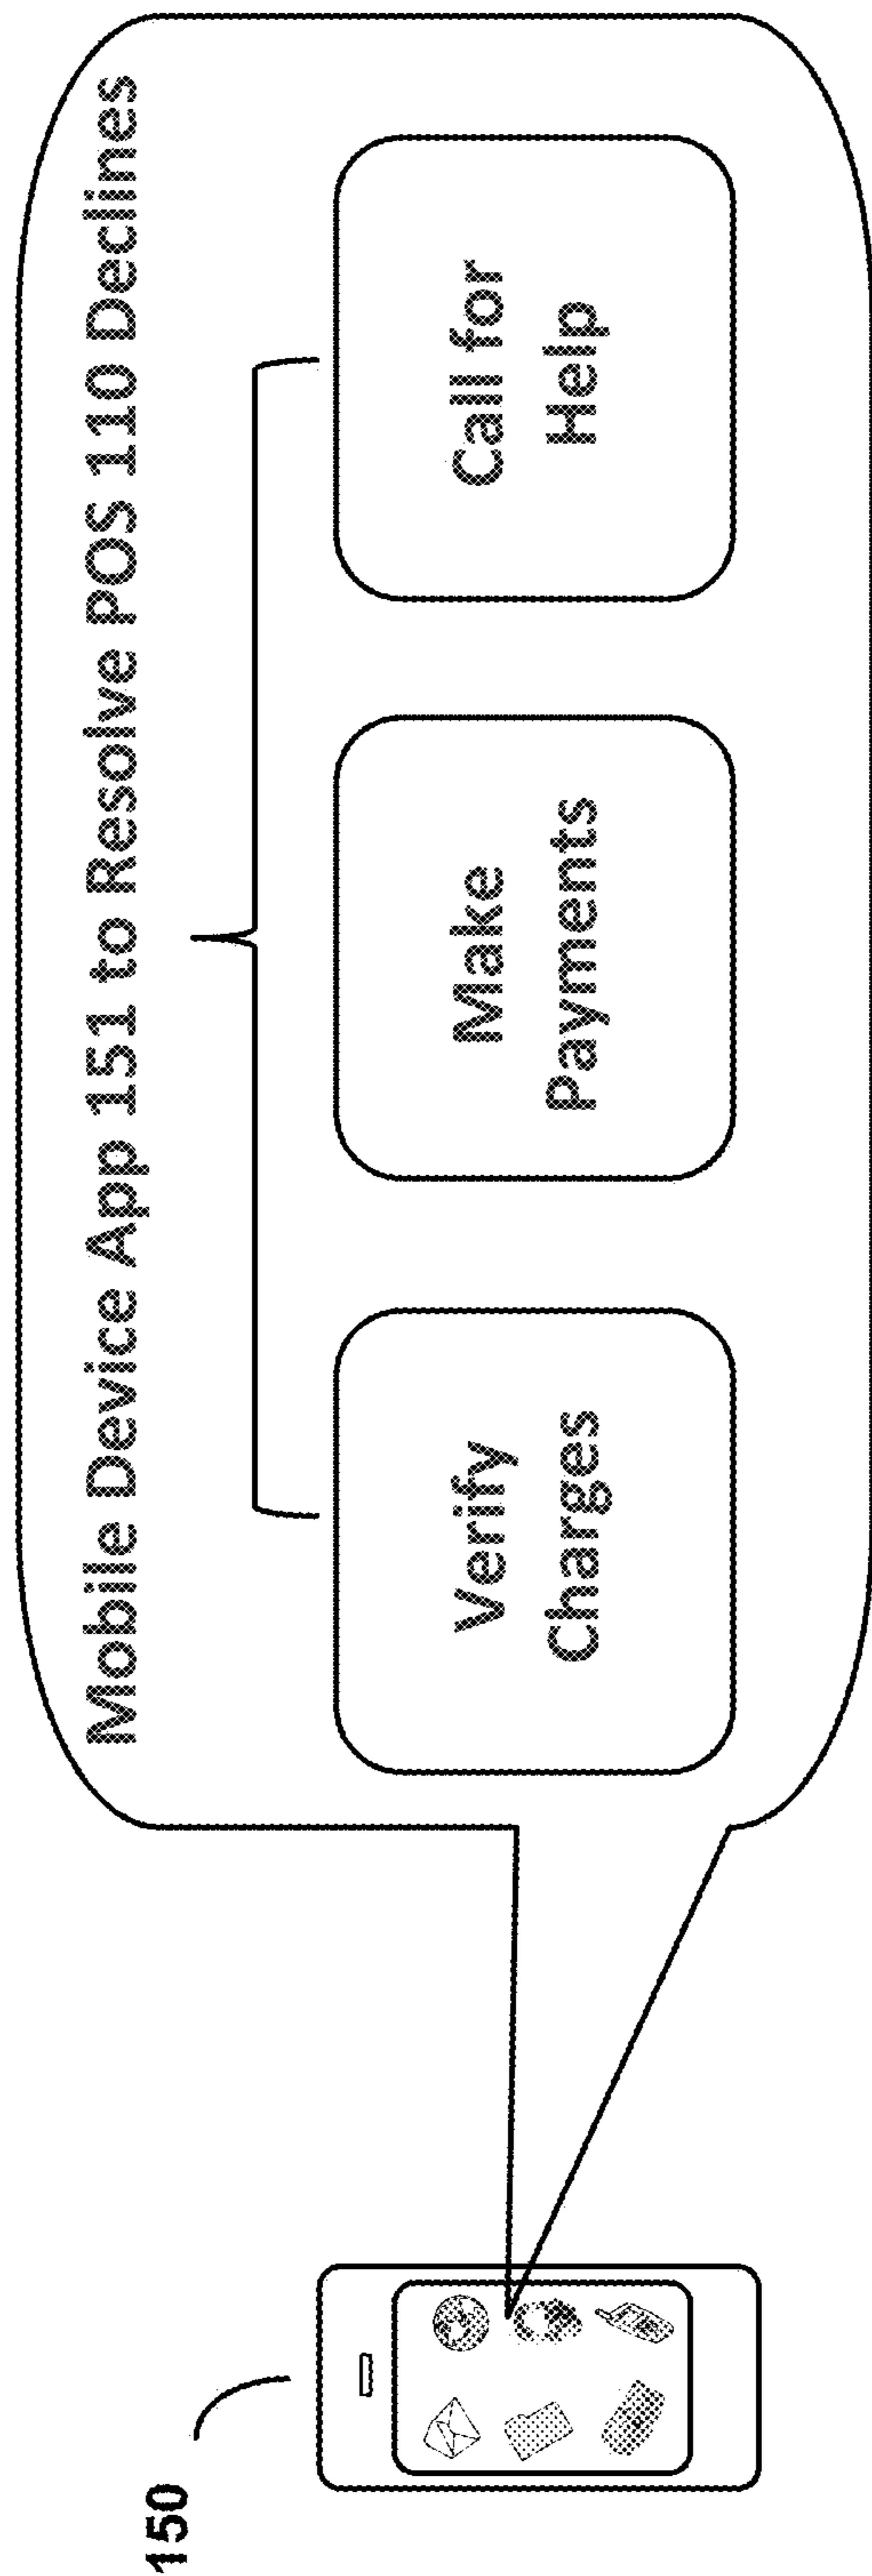 Mobile Device App 151 to Resolve POS 110 Declines
Verify
Charges
Make
Payments
Call for
Help
150